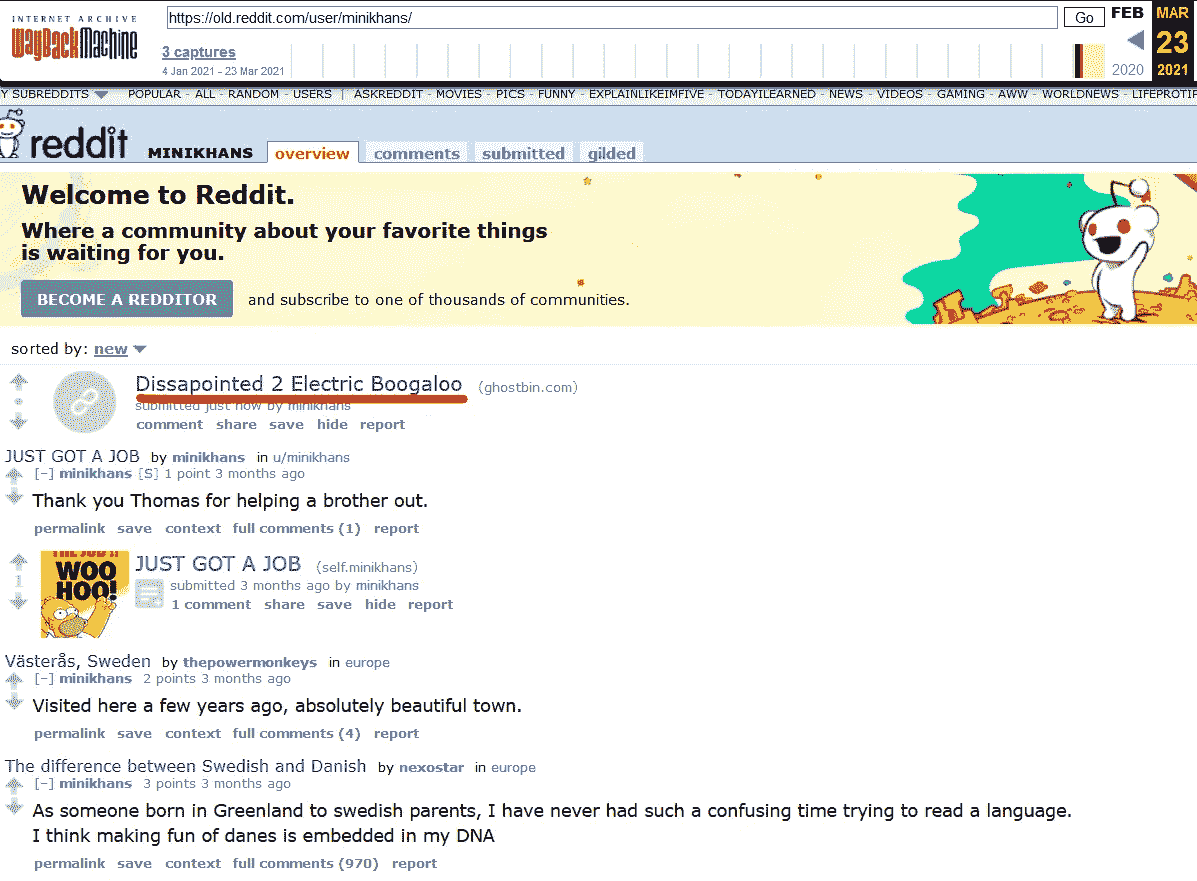 INTERNET ARCHIVE
WayBackMachine
https://old.reddit.com/user/minikhans/
Go
FEB
MAR
3 captures
23
4 Jan 2021 - 23 Mar 2021
2020
2021
Y SUBREDDITS POPULAR - ALL - RANDOM - USERS | ASKREDDIT - MOVIES - PICS - FUNNY - EXPLAINLIKEIMFIVE - TODAYILEARNED - NEWS - VIDEOS - GAMING - AWW - WORLDNEWS - LIFEPROTIP
reddit MINIKHANS overview comments submitted gilded
Welcome to Reddit.
Where a community about your favorite things
is waiting for you.
BECOME A REDDITOR and subscribe to one of thousands of communities.
sorted by: new
Dissapointed 2 Electric Boogaloo (ghostbin.com)
submitted just now by minikhans
comment share save hide report
JUST GOT A JOB by minikhans in u/minikhans
[-] minikhans [S] 1 point 3 months ago
Thank you Thomas for helping a brother out.
permalink save context full comments (1) report
THE JOB!!
WOO
HOO!
1
JUST GOT A JOB (self.minikhans)
submitted 3 months ago by minikhans
1 comment share save hide report
Västerås, Sweden by thepowermonkeys in europe
[-] minikhans 2 points 3 months ago
Visited here a few years ago, absolutely beautiful town.
permalink save context full comments (4) report
The difference between Swedish and Danish by nexostar in europe
[-] minikhans 3 points 3 months ago
As someone born in Greenland to swedish parents, I have never had such a confusing time trying to read a language.
I think making fun of danes is embedded in my DNA
permalink save context full comments (970) report